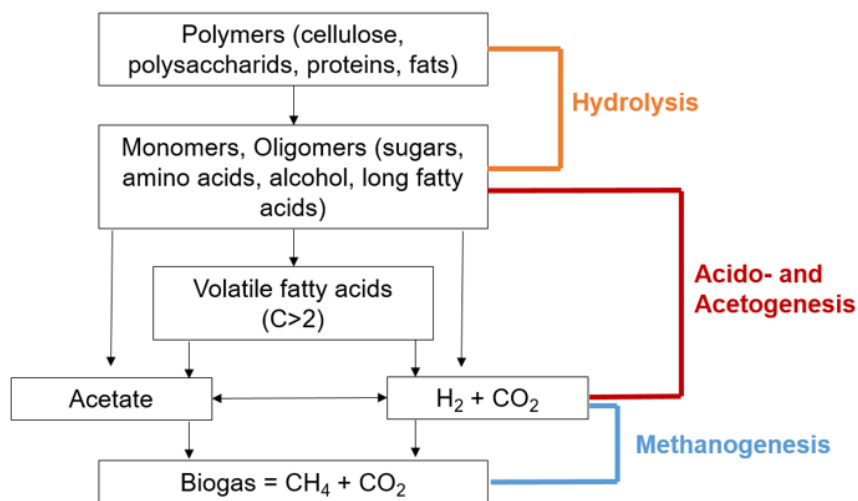 Polymers (cellulose,
polysaccharids, proteins, fats)
Hydrolysis
Monomers, Oligomers (sugars,
amino acids, alcohol, long fatty
acids)
Volatile fatty acids
(C>2)
Acido- and
Acetogenesis
Acetate
H₂ + CO₂
Methanogenesis
Biogas = CH₄ + CO₂